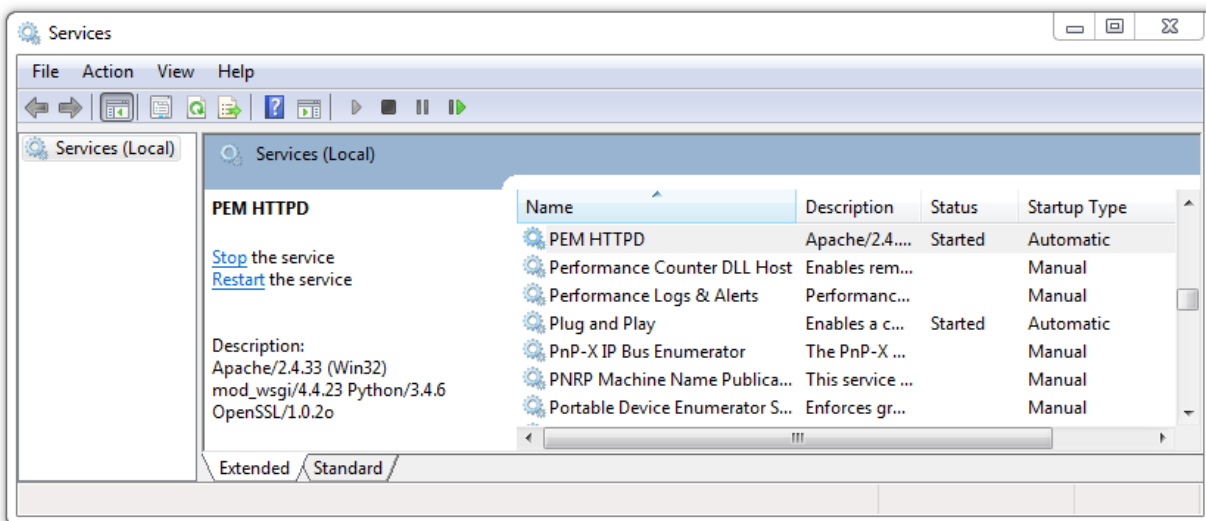 Services
File Action View Help
Services (Local)
Services (Local)
PEM HTTPD
Stop the service
Restart the service
Description:
Apache/2.4.33 (Win32)
mod_wsgi/4.4.23 Python/3.4.6
OpenSSL/1.0.2o
Name Description Status Startup Type
PEM HTTPD Apache/2.4.... Started Automatic
Performance Counter DLL Host Enables rem... Manual
Performance Logs & Alerts Performanc... Manual
Plug and Play Enables a c... Started Automatic
PnP-X IP Bus Enumerator The PnP-X ... Manual
PNRP Machine Name Publica... This service ... Manual
Portable Device Enumerator S... Enforces gr... Manual
Extended Standard